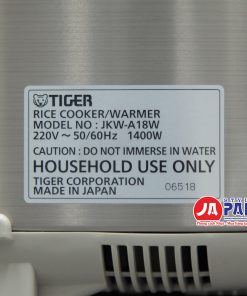 TIGER
RICE COOKER/WARMER
MODEL NO : JKW-A18W
220V ~ 50/60Hz 1400W
CAUTION : DO NOT IMMERSE IN WATER
HOUSEHOLD USE ONLY
TIGER CORPORATION
MADE IN JAPAN 06518
JA